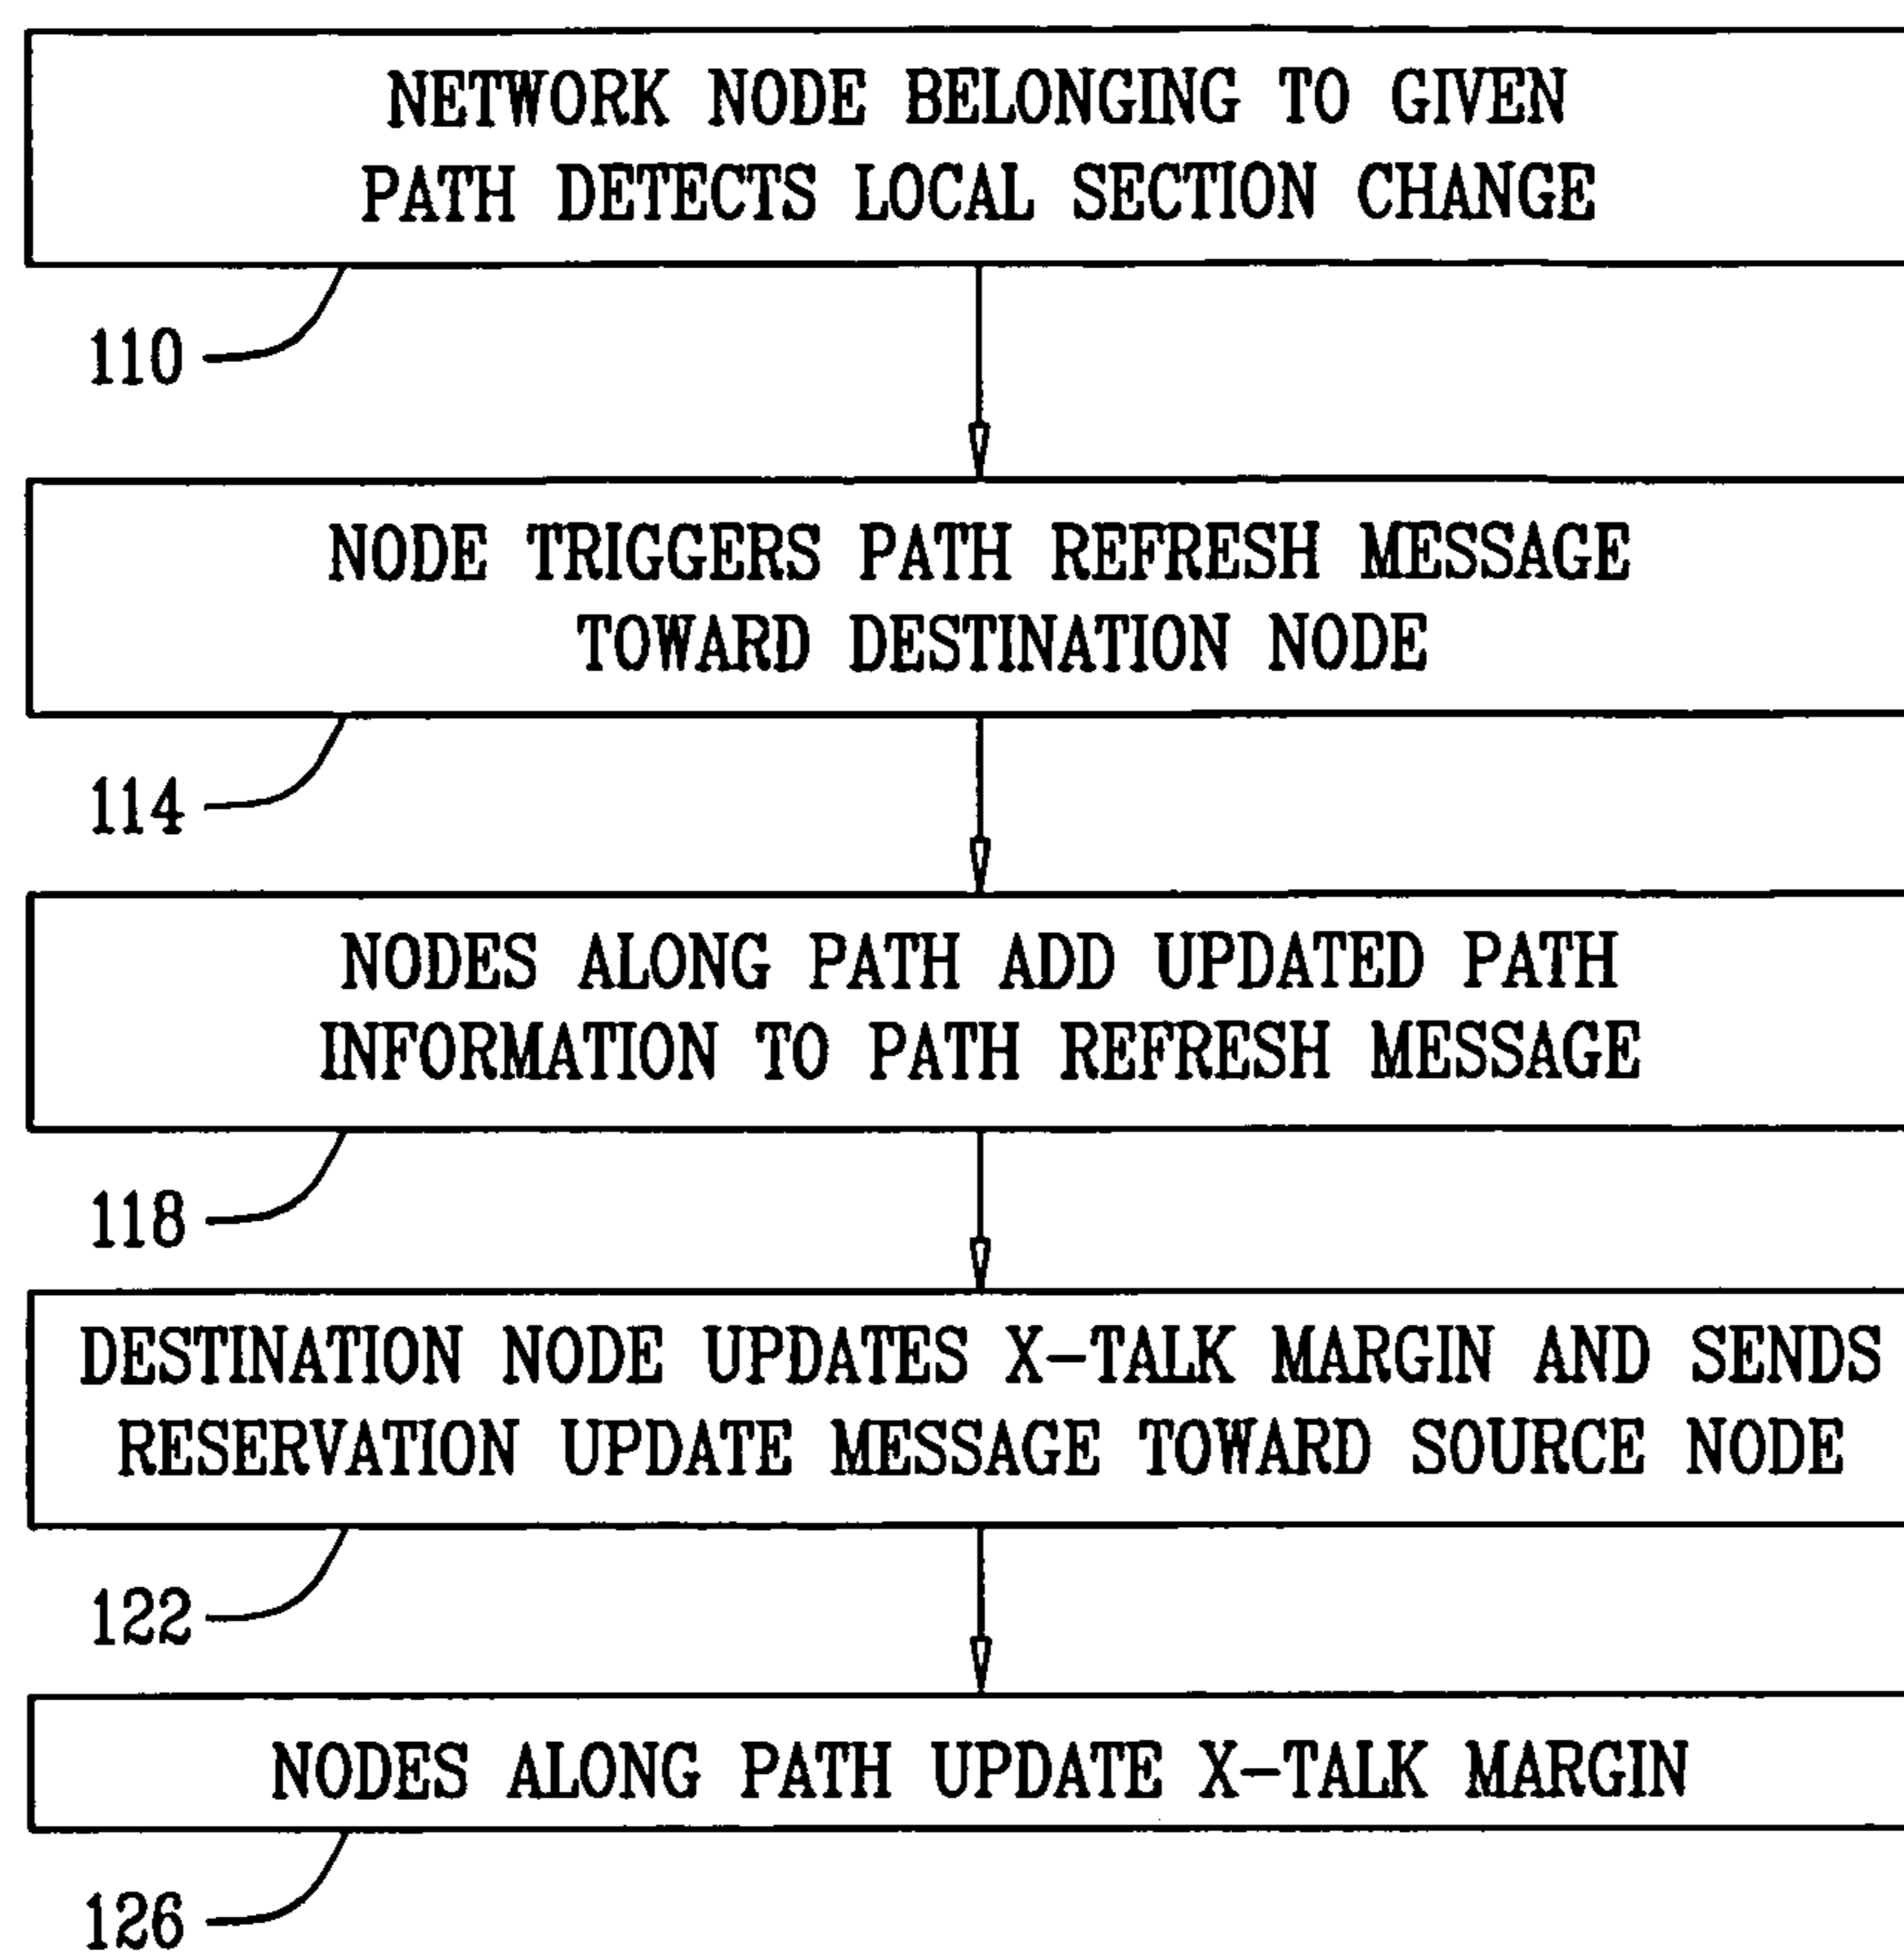 NETWORK NODE BELONGING TO GIVEN
PATH DETECTS LOCAL SECTION CHANGE
110
NODE TRIGGERS PATH REFRESH MESSAGE
TOWARD DESTINATION NODE
114
NODES ALONG PATH ADD UPDATED PATH
INFORMATION TO PATH REFRESH MESSAGE
118
DESTINATION NODE UPDATES X-TALK MARGIN AND SENDS
RESERVATION UPDATE MESSAGE TOWARD SOURCE NODE
122
NODES ALONG PATH UPDATE X-TALK MARGIN
126